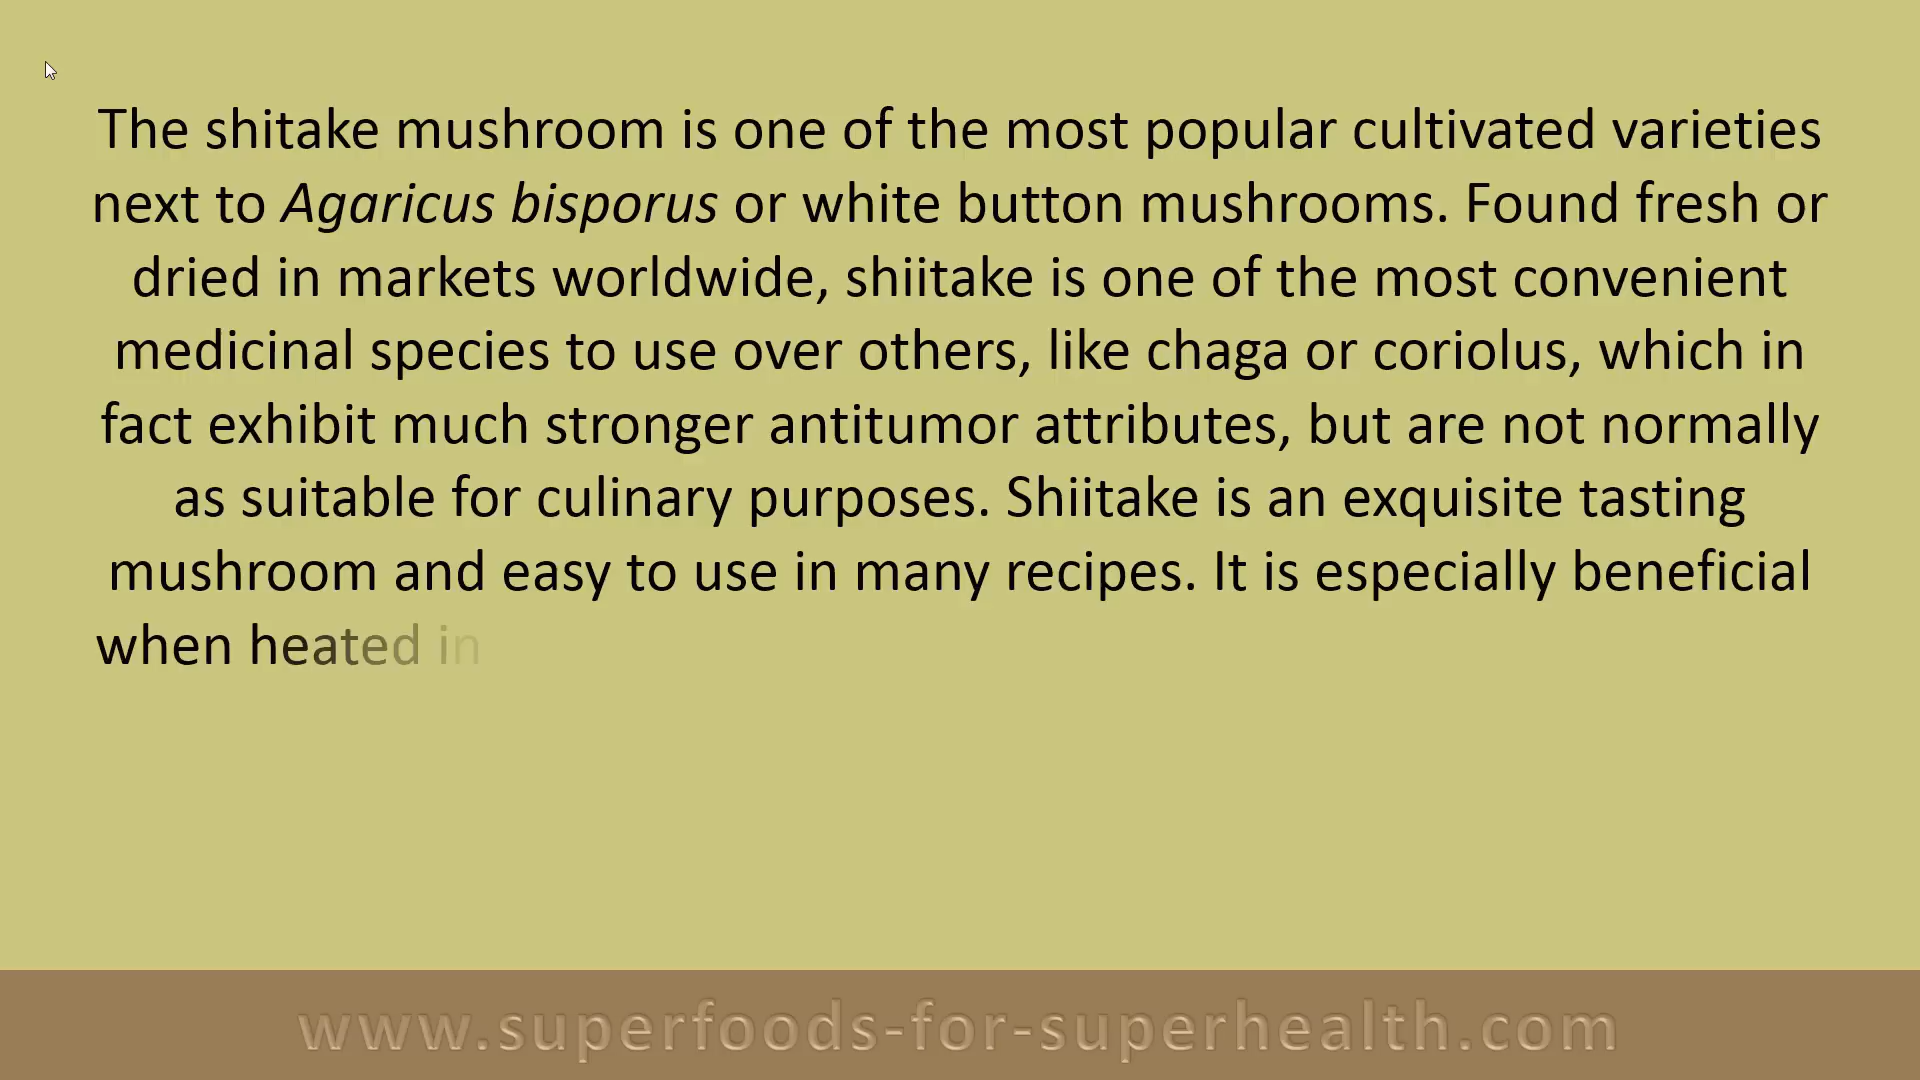 The shitake mushroom is one of the most popular cultivated varieties
next to Agaricus bisporus or white button mushrooms. Found fresh or
dried in markets worldwide, shiitake is one of the most convenient
medicinal species to use over others, like chaga or coriolus, which in
fact exhibit much stronger antitumor attributes, but are not normally
as suitable for culinary purposes. Shiitake is an exquisite tasting
mushroom and easy to use in many recipes. It is especially beneficial
when heated in
www.superfoods-for-superhealth.com